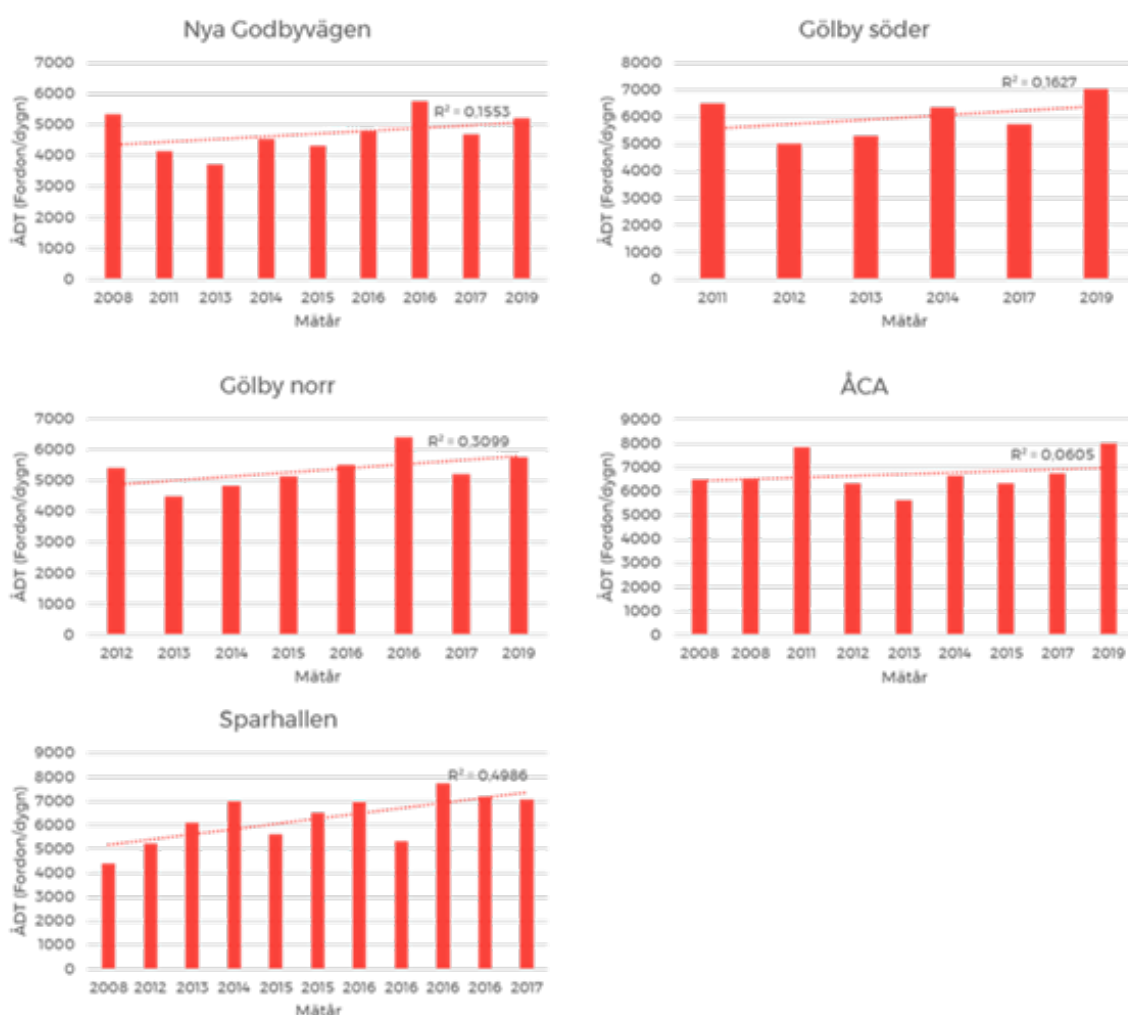 Nya Godbyvägen
7000
6000
5000
4000
3000
2000
1000
0
R² = 0,1553
ÅDT (Fordon/dygn)
2008 2011 2013 2014 2015 2016 2016 2017 2019
Mätår
Gölby söder
8000
7000
6000
5000
4000
3000
2000
1000
0
R² = 0,1627
ÅDT (Fordon/dygn)
2011 2012 2013 2014 2017 2019
Mätår
Gölby norr
7000
6000
5000
4000
3000
2000
1000
0
R² = 0,3099
ÅDT (Fordon/dygn)
2012 2013 2014 2015 2016 2016 2017 2019
Mätår
ÅCA
9000
8000
7000
6000
5000
4000
3000
2000
1000
0
R² = 0,0605
ÅDT (Fordon/dygn)
2008 2008 2011 2012 2013 2014 2015 2017 2019
Mätår
Sparhallen
9000
8000
7000
6000
5000
4000
3000
2000
1000
0
R² = 0,4986
ÅDT (Fordon/dygn)
2008 2012 2013 2014 2015 2015 2016 2016 2016 2016 2017
Mätår